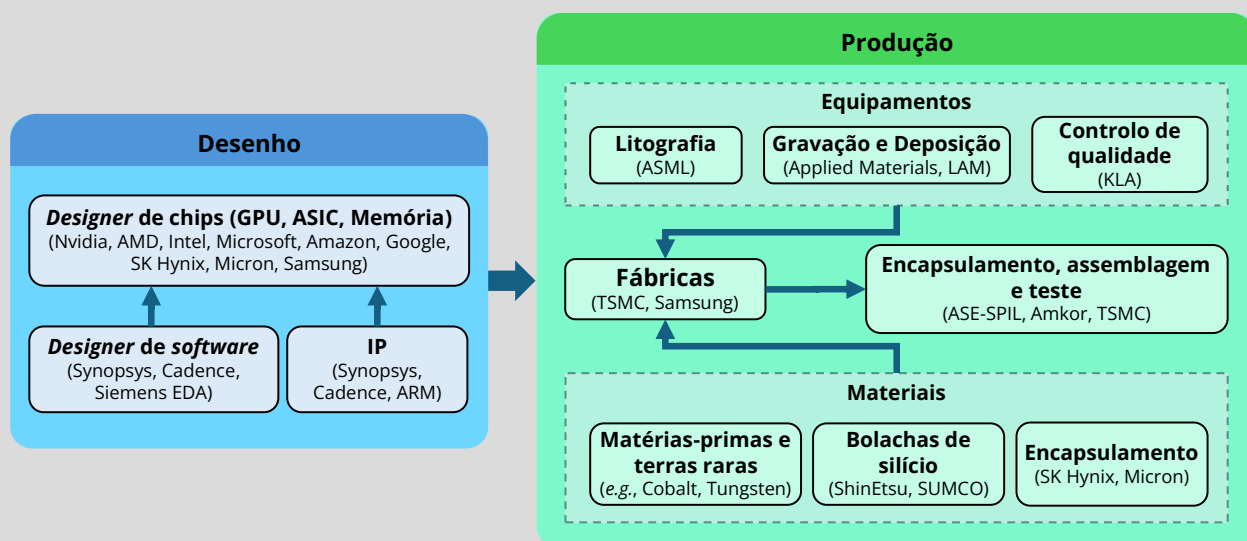 Desenho
Designer de chips (GPU, ASIC, Memória)
(Nvidia, AMD, Intel, Microsoft, Amazon, Google,
SK Hynix, Micron, Samsung)
Designer de software
(Synopsys, Cadence,
Siemens EDA)
IP
(Synopsys,
Cadence, ARM)
Produção
Equipamentos
Litografia
(ASML)
Gravação e Deposição
(Applied Materials, LAM)
Controlo de
qualidade
(KLA)
Fábricas
(TSMC, Samsung)
Encapsulamento, assemblagem
e teste
(ASE-SPIL, Amkor, TSMC)
Materiais
Matérias-primas e
terras raras
(e.g., Cobalt, Tungsten)
Bolachas de
silício
(ShinEtsu, SUMCO)
Encapsulamento
(SK Hynix, Micron)